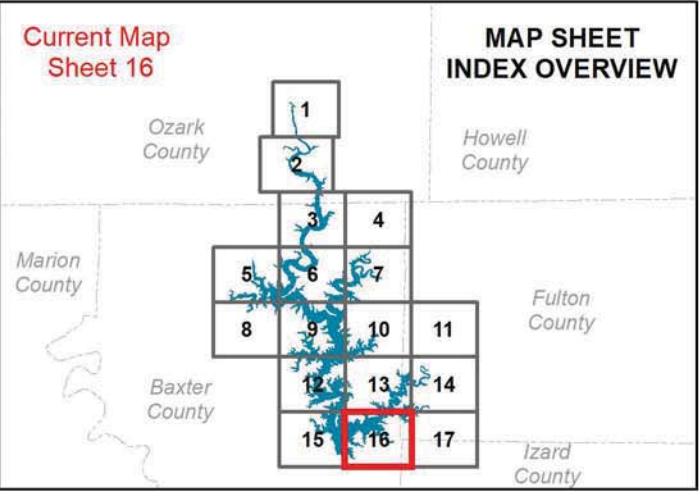 Current Map
Sheet 16
MAP SHEET
INDEX OVERVIEW
1
Ozark
County
Howell
County
2
3
4
Marion
County
5
6
7
Fulton
County
8
9
10
11
Baxter
County
12
13
14
15
16
17
Izard
County